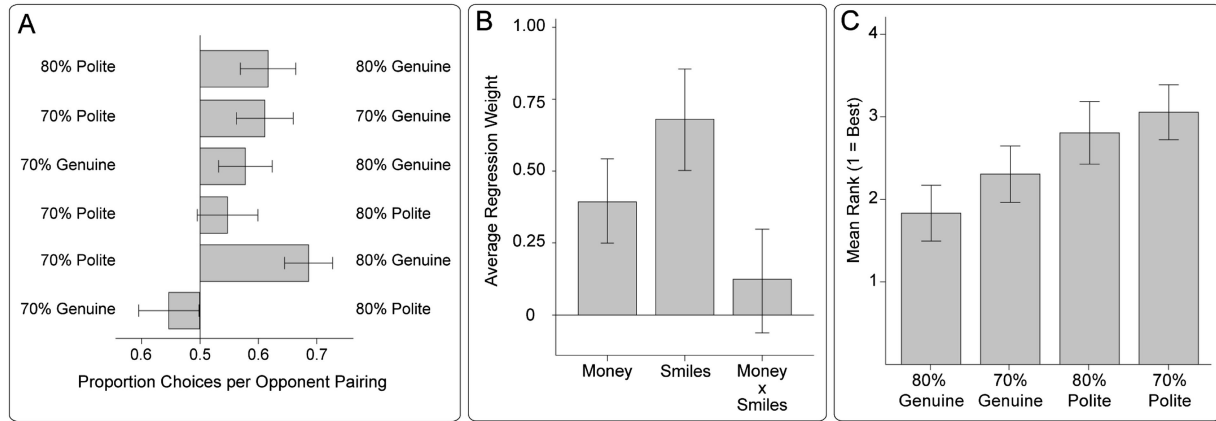 A
80% Polite 80% Genuine
70% Polite 70% Genuine
70% Genuine 80% Genuine
70% Polite 80% Polite
70% Polite 80% Genuine
70% Genuine 80% Polite
0.6 0.5 0.6 0.7
Proportion Choices per Opponent Pairing
B
Average Regression Weight
1.00
0.75
0.50
0.25
0
Money Smiles Money
x
Smiles
C
Mean Rank (1 = Best)
4
3
2
1
80% 70% 80% 70%
Genuine Genuine Polite Polite